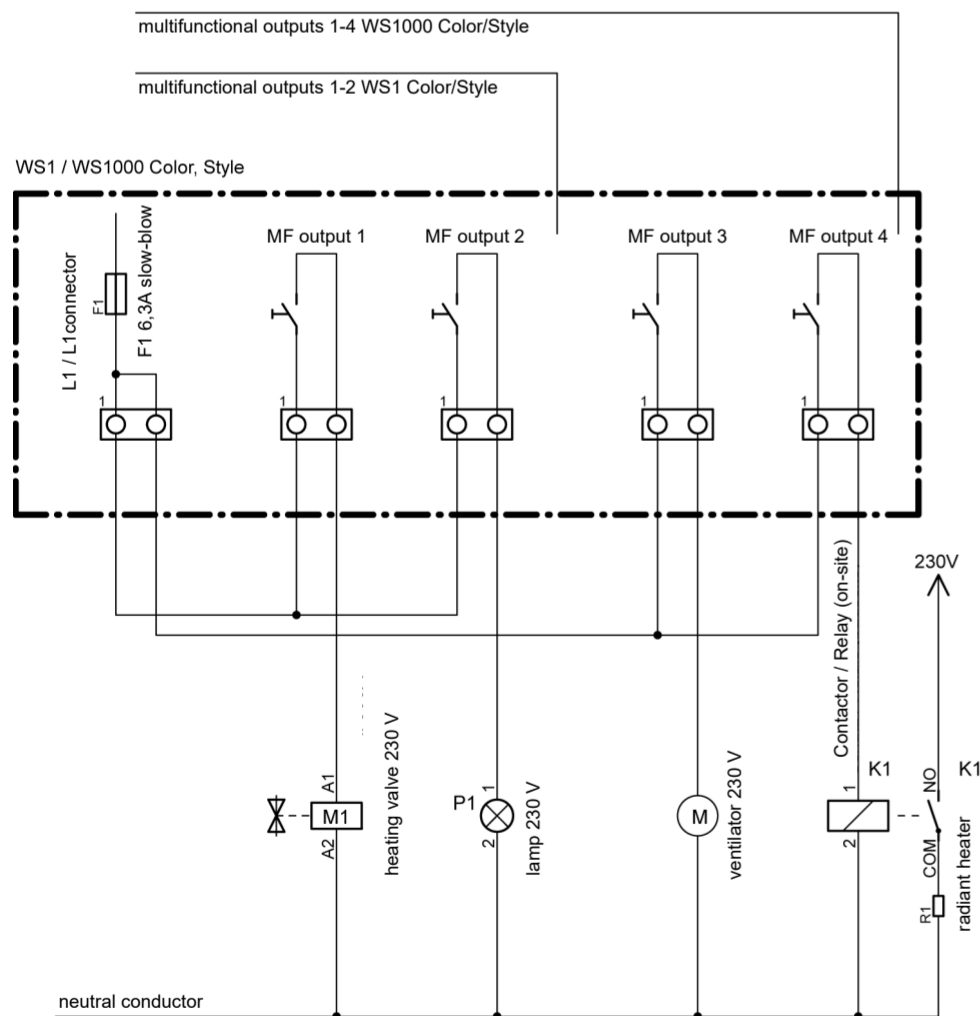 multifunctional outputs 1-4 WS1000 Color/Style
multifunctional outputs 1-2 WS1 Color/Style
WS1 / WS1000 Color, Style
L1 / L1connector
F1
F1 6,3A slow-blow
MF output 1
MF output 2
MF output 3
MF output 4
1
1
1
1
1
Contactor / Relay (on-site)
230V
heating valve 230 V
A1
M1
A2
P1
1
2
lamp 230 V
M
ventilator 230 V
K1
1
2
NO
K1
COM
R1
radiant heater
neutral conductor